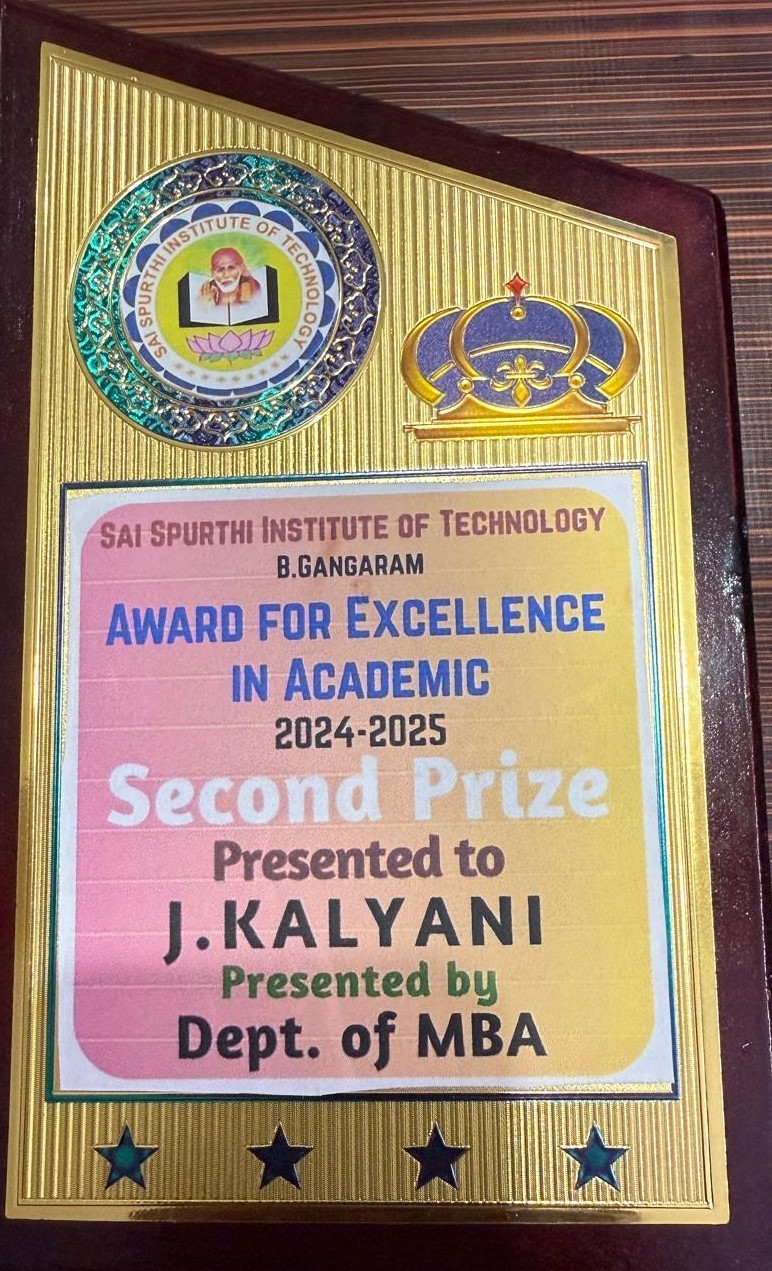 SAI SPURTHI INSTITUTE OF TECHNOLOGY
SAI SPURTHI INSTITUTE OF TECHNOLOGY
B.GANGARAM
AWARD FOR EXCELLENCE
IN ACADEMIC
2024-2025
Second Prize
Presented to
J.KALYANI
Presented by
Dept. of MBA